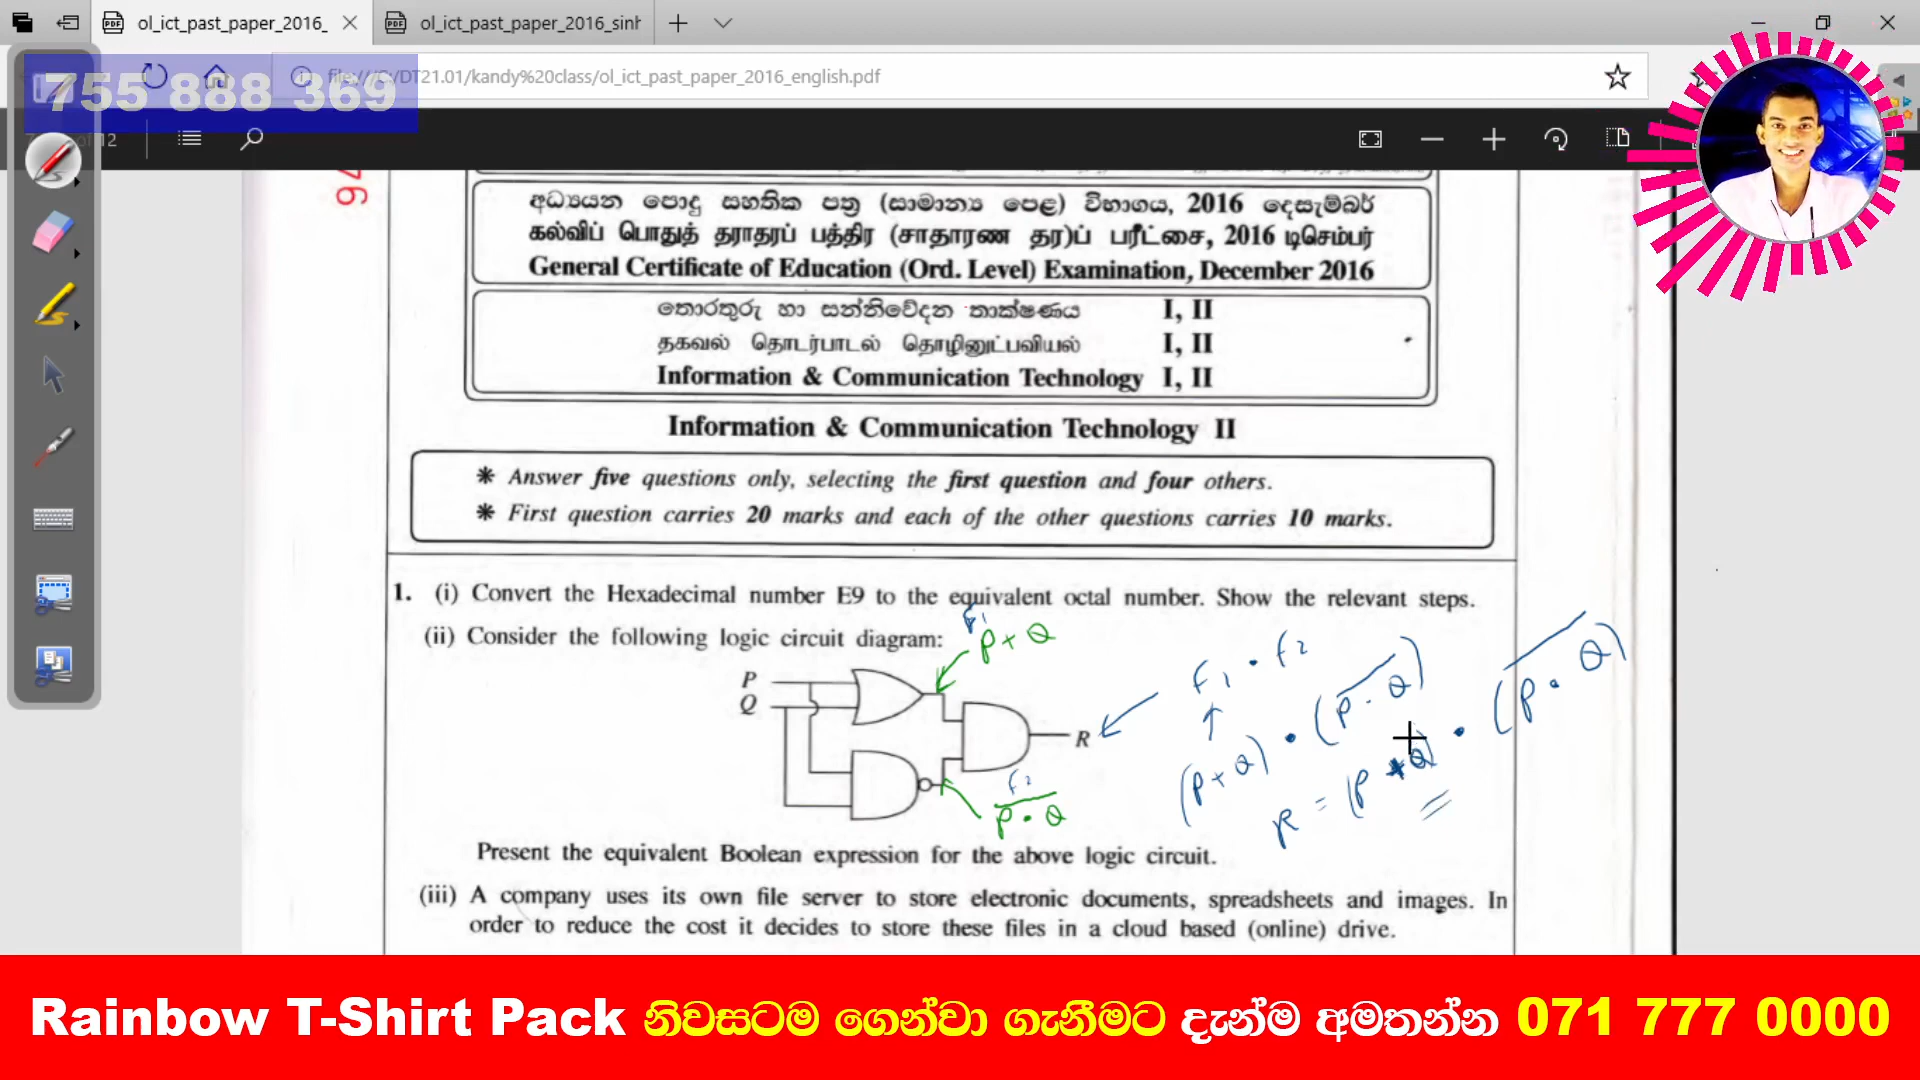 ol_ict_past_paper_2016_
ol_ict_past_paper_2016_sinh
755 888 369
file:///C:/DT21.01/kandy%20class/ol_ict_past_paper_2016_english.pdf
of 12
අධ්‍යයන පොදු සහතික පත්‍ර (සාමාන්‍ය පෙළ) විභාගය, 2016 දෙසැම්බර්
கல்விப் பொதுத் தராதரப் பத்திர (சாதாரண தர)ப் பரீட்சை, 2016 டிசெம்பர்
General Certificate of Education (Ord. Level) Examination, December 2016
තොරතුරු හා සන්නිවේදන තාක්ෂණය I, II
தகவல் தொடர்பாடல் தொழினுட்பவியல் I, II
Information & Communication Technology I, II
Information & Communication Technology II
* Answer five questions only, selecting the first question and four others.
* First question carries 20 marks and each of the other questions carries 10 marks.
1. (i) Convert the Hexadecimal number E9 to the equivalent octal number. Show the relevant steps.
(ii) Consider the following logic circuit diagram:
F1
P + Q
P
Q
R
F2
P . Q
F1 . F2
(P + Q) . (P . Q)
R = (P + Q) . (P . Q)
Present the equivalent Boolean expression for the above logic circuit.
(iii) A company uses its own file server to store electronic documents, spreadsheets and images. In
order to reduce the cost it decides to store these files in a cloud based (online) drive.
Rainbow T-Shirt Pack නිවසටම ගෙන්වා ගැනීමට දැන්ම අමතන්න 071 777 0000